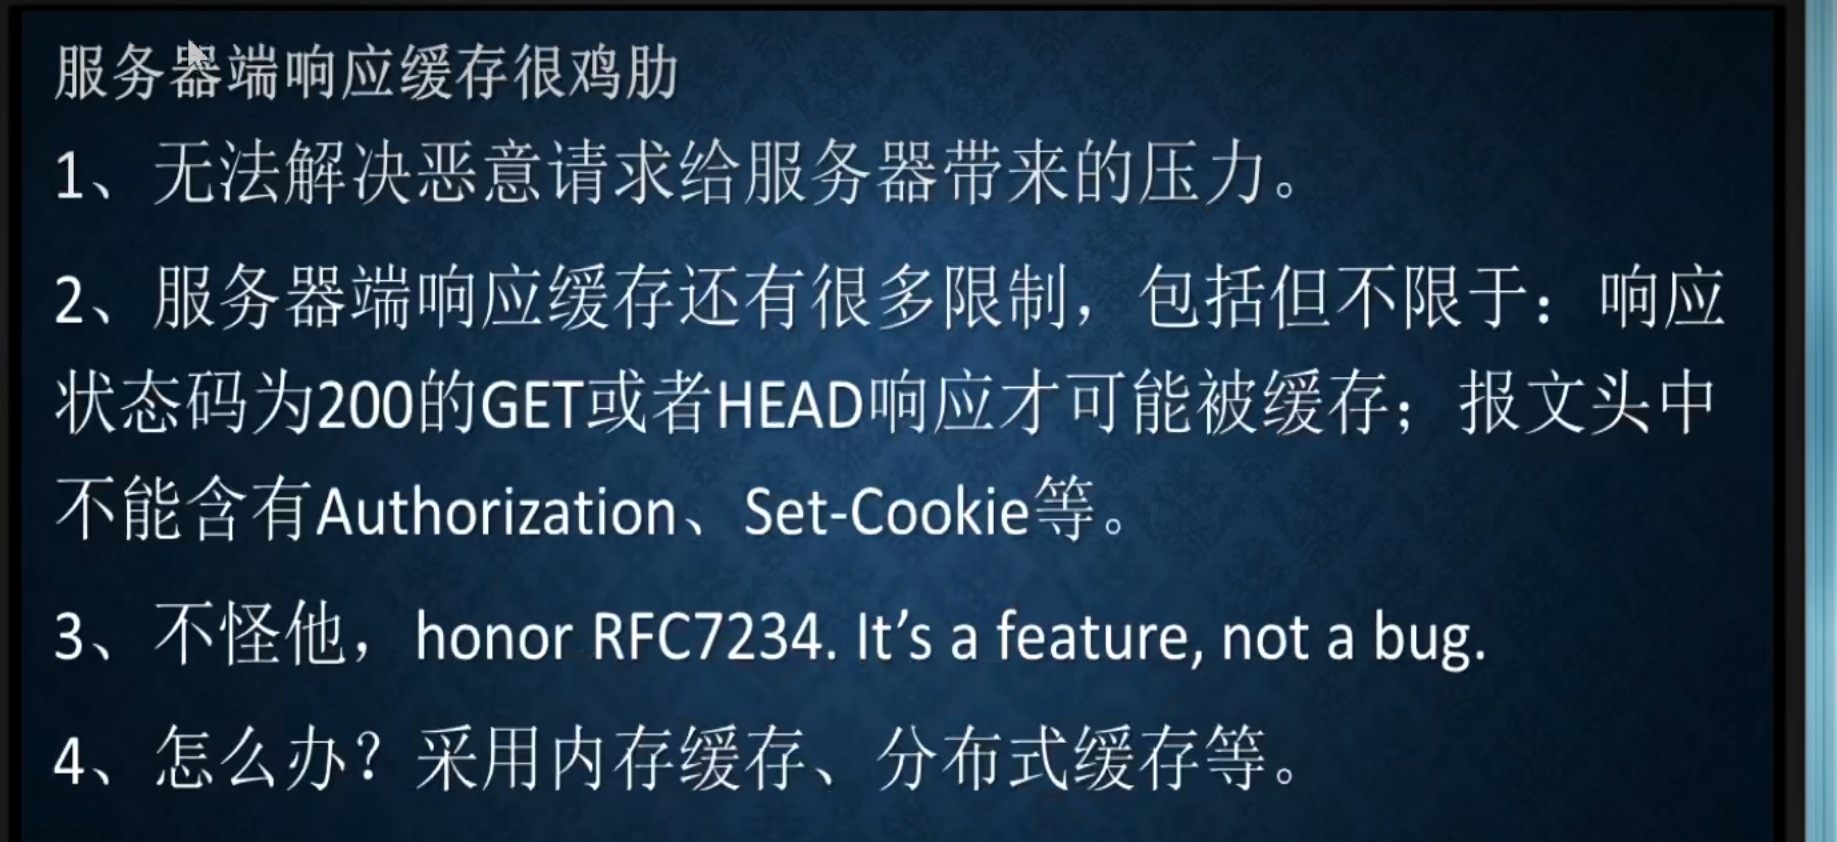 服务器端响应缓存很鸡肋
1、无法解决恶意请求给服务器带来的压力。
2、服务器端响应缓存还有很多限制，包括但不限于：响应
状态码为200的GET或者HEAD响应才可能被缓存；报文头中
不能含有Authorization、Set-Cookie等。
3、不怪他，honor RFC7234. It’s a feature, not a bug.
4、怎么办？采用内存缓存、分布式缓存等。